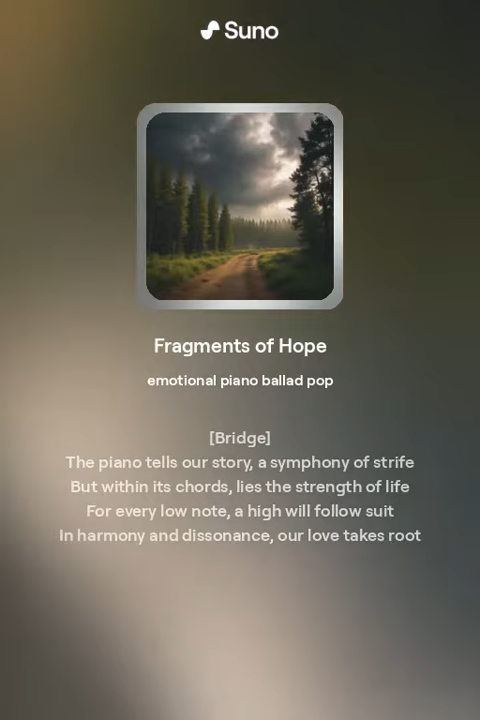 Suno
Fragments of Hope
emotional piano ballad pop
[Bridge]
The piano tells our story, a symphony of strife
But within its chords, lies the strength of life
For every low note, a high will follow suit
In harmony and dissonance, our love takes root